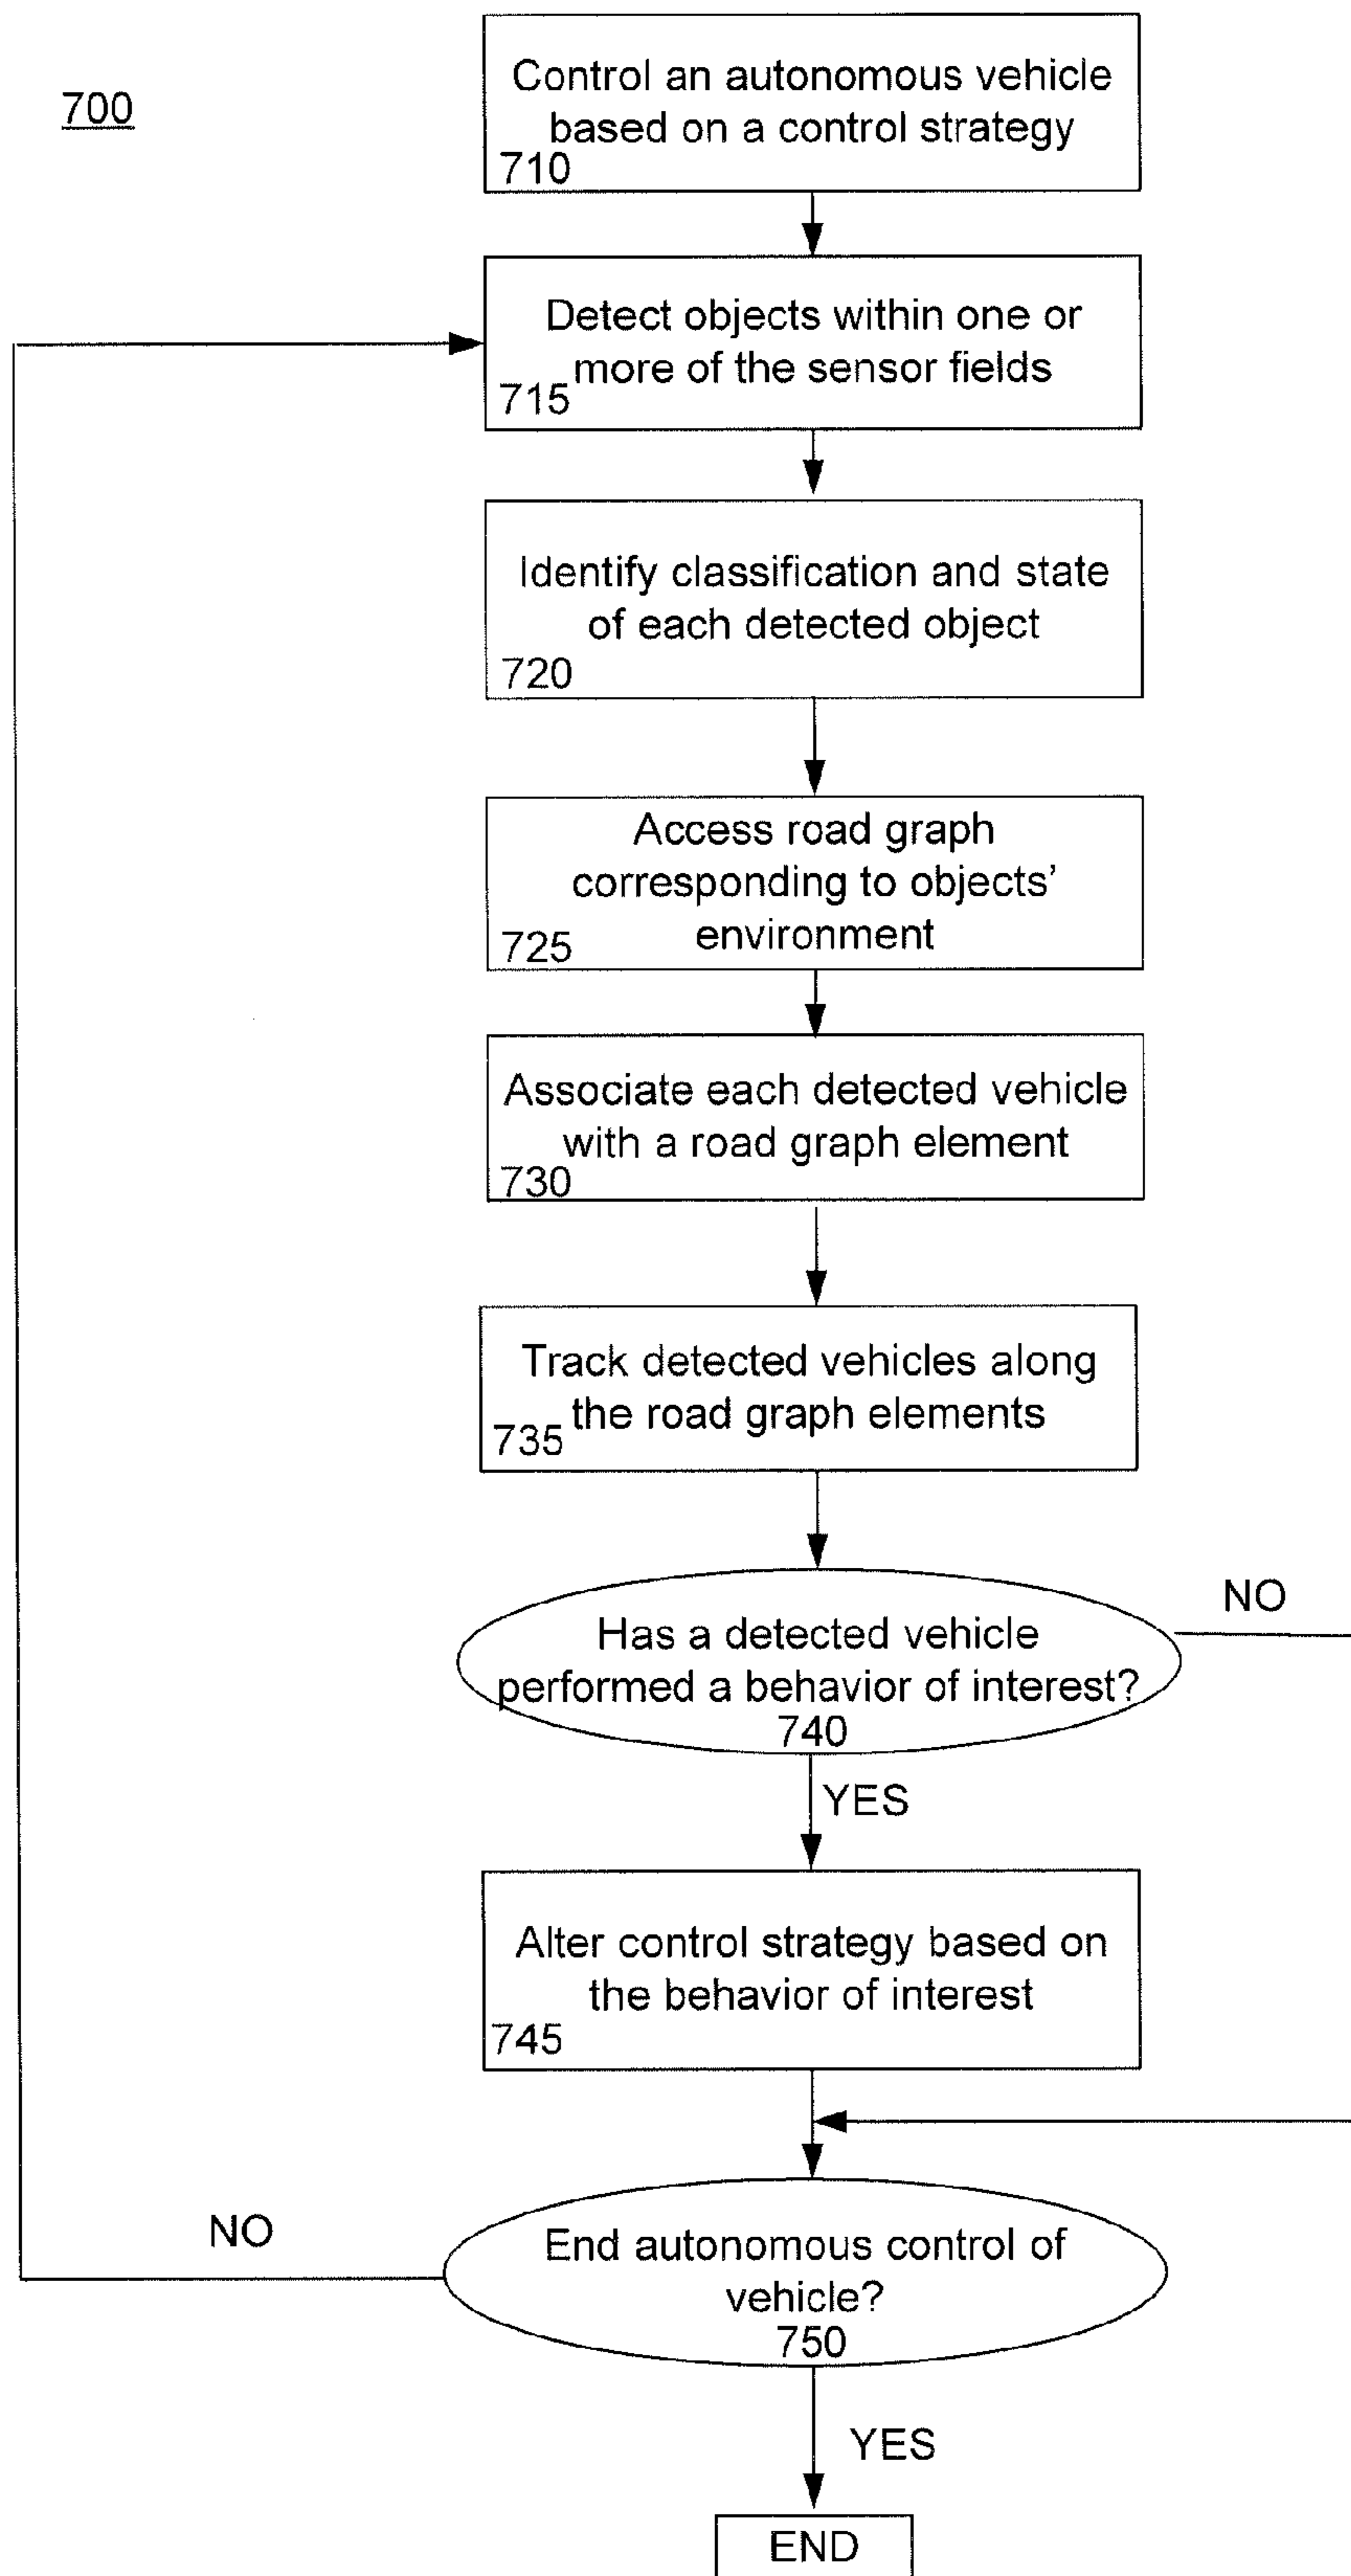 700
Control an autonomous vehicle
based on a control strategy
710
Detect objects within one or
more of the sensor fields
715
Identify classification and state
of each detected object
720
Access road graph
corresponding to objects'
environment
725
Associate each detected vehicle
with a road graph element
730
Track detected vehicles along
the road graph elements
735
Has a detected vehicle
performed a behavior of interest?
740
NO
YES
Alter control strategy based on
the behavior of interest
745
NO
End autonomous control of
vehicle?
750
YES
END